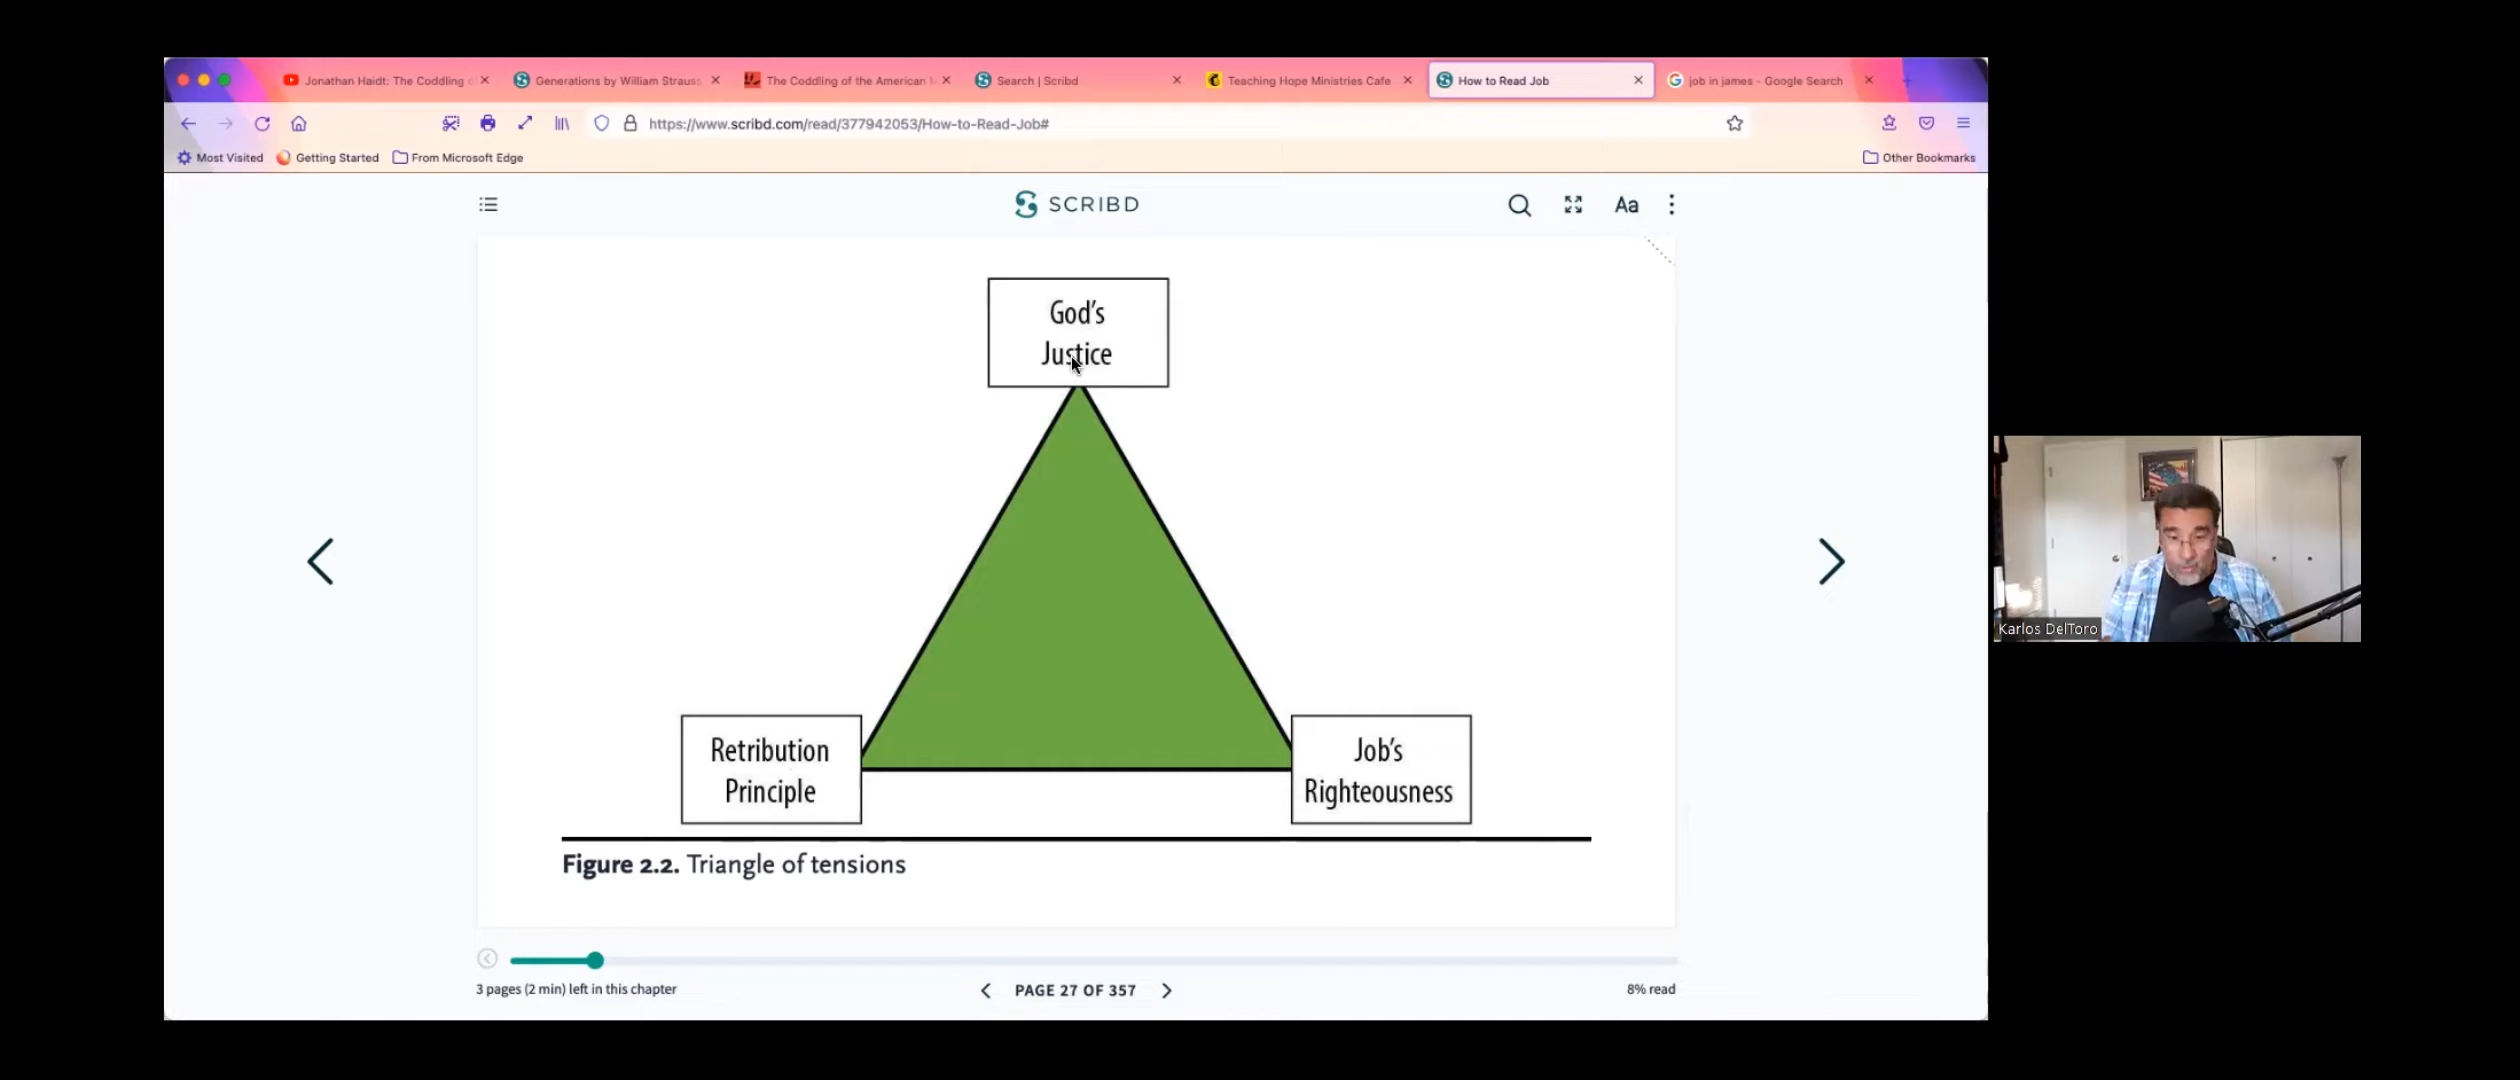 Jonathan Haidt: The Coddling
Generations by William Strauss
The Coddling of the American
Search | Scribd
Teaching Hope Ministries Cafe
How to Read Job
job in james - Google Search
https://www.scribd.com/read/377942053/How-to-Read-Job#
Most Visited
Getting Started
From Microsoft Edge
Other Bookmarks
SCRIBD
Aa
God's
Justice
Retribution
Principle
Job's
Righteousness
Figure 2.2. Triangle of tensions
3 pages (2 min) left in this chapter
PAGE 27 OF 357
8% read
Karlos DelToro